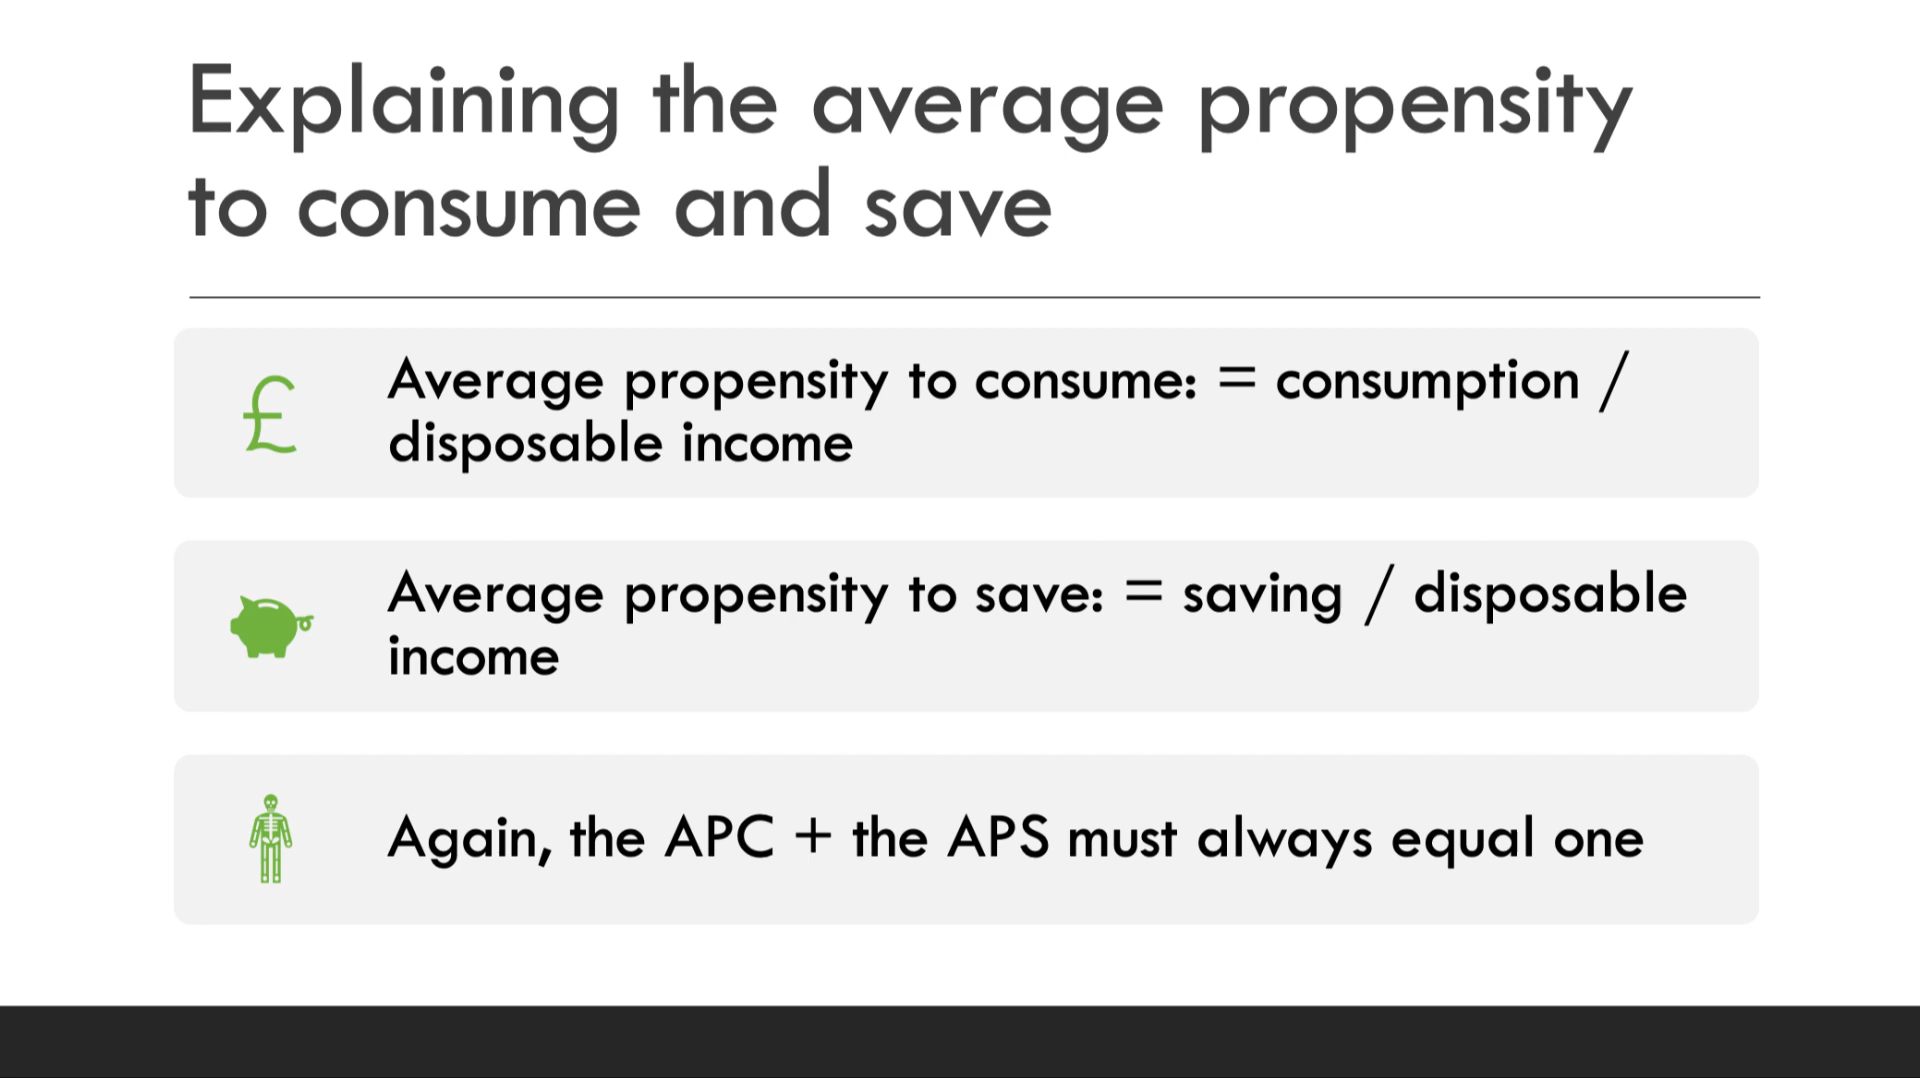 Explaining the average propensity
to consume and save
£
Average propensity to consume: = consumption /
disposable income
Average propensity to save: = saving / disposable
income
Again, the APC + the APS must always equal one